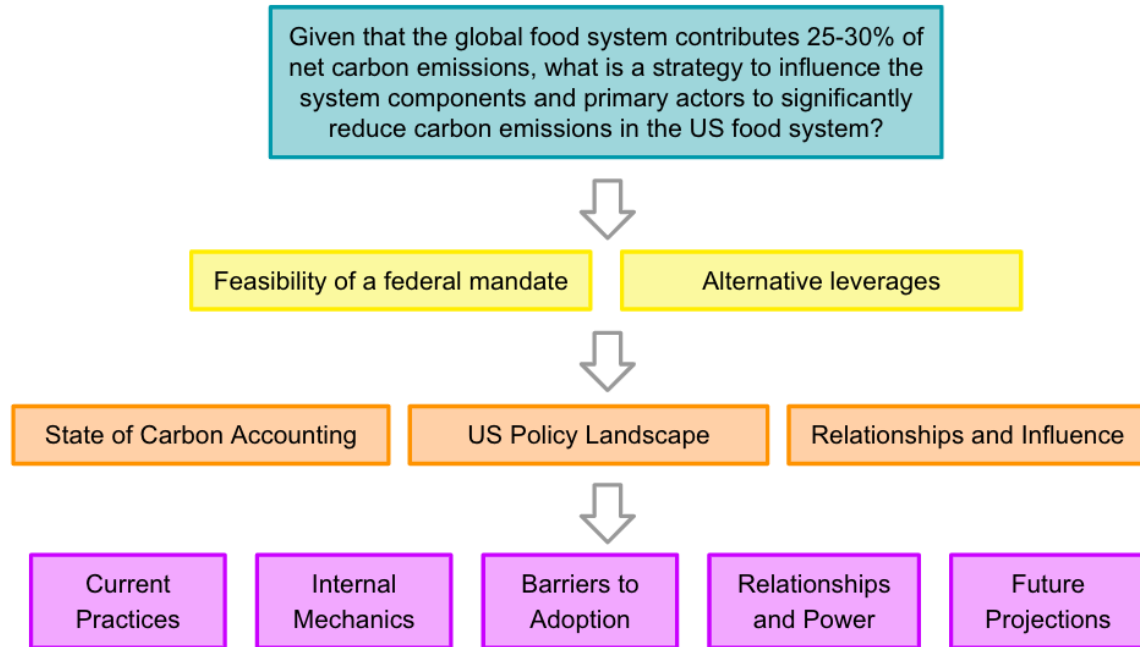 Given that the global food system contributes 25-30% of
net carbon emissions, what is a strategy to influence the
system components and primary actors to significantly
reduce carbon emissions in the US food system?
Feasibility of a federal mandate
Alternative leverages
State of Carbon Accounting
US Policy Landscape
Relationships and Influence
Current
Practices
Internal
Mechanics
Barriers to
Adoption
Relationships
and Power
Future
Projections